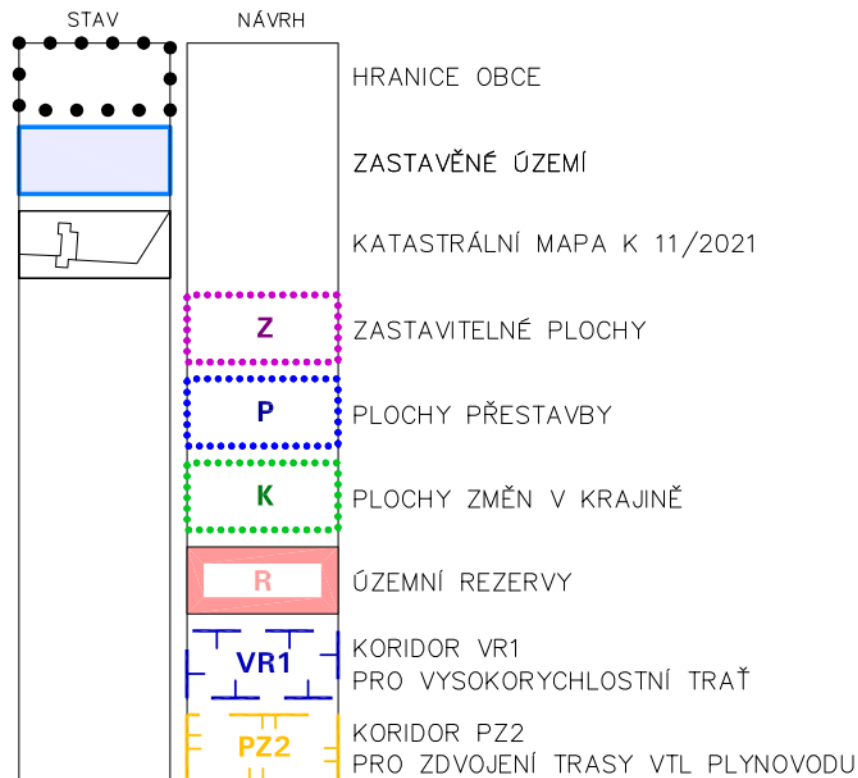 STAV NÁVRH
HRANICE OBCE
ZASTAVĚNÉ ÚZEMÍ
KATASTRÁLNÍ MAPA K 11/2021
Z ZASTAVITELNÉ PLOCHY
P PLOCHY PŘESTAVBY
K PLOCHY ZMĚN V KRAJINĚ
R ÚZEMNÍ REZERVY
VR1 KORIDOR VR1
PRO VYSOKORYCHLOSTNÍ TRAŤ
PZ2 KORIDOR PZ2
PRO ZDVOJENÍ TRASY VTL PLYNOVODU